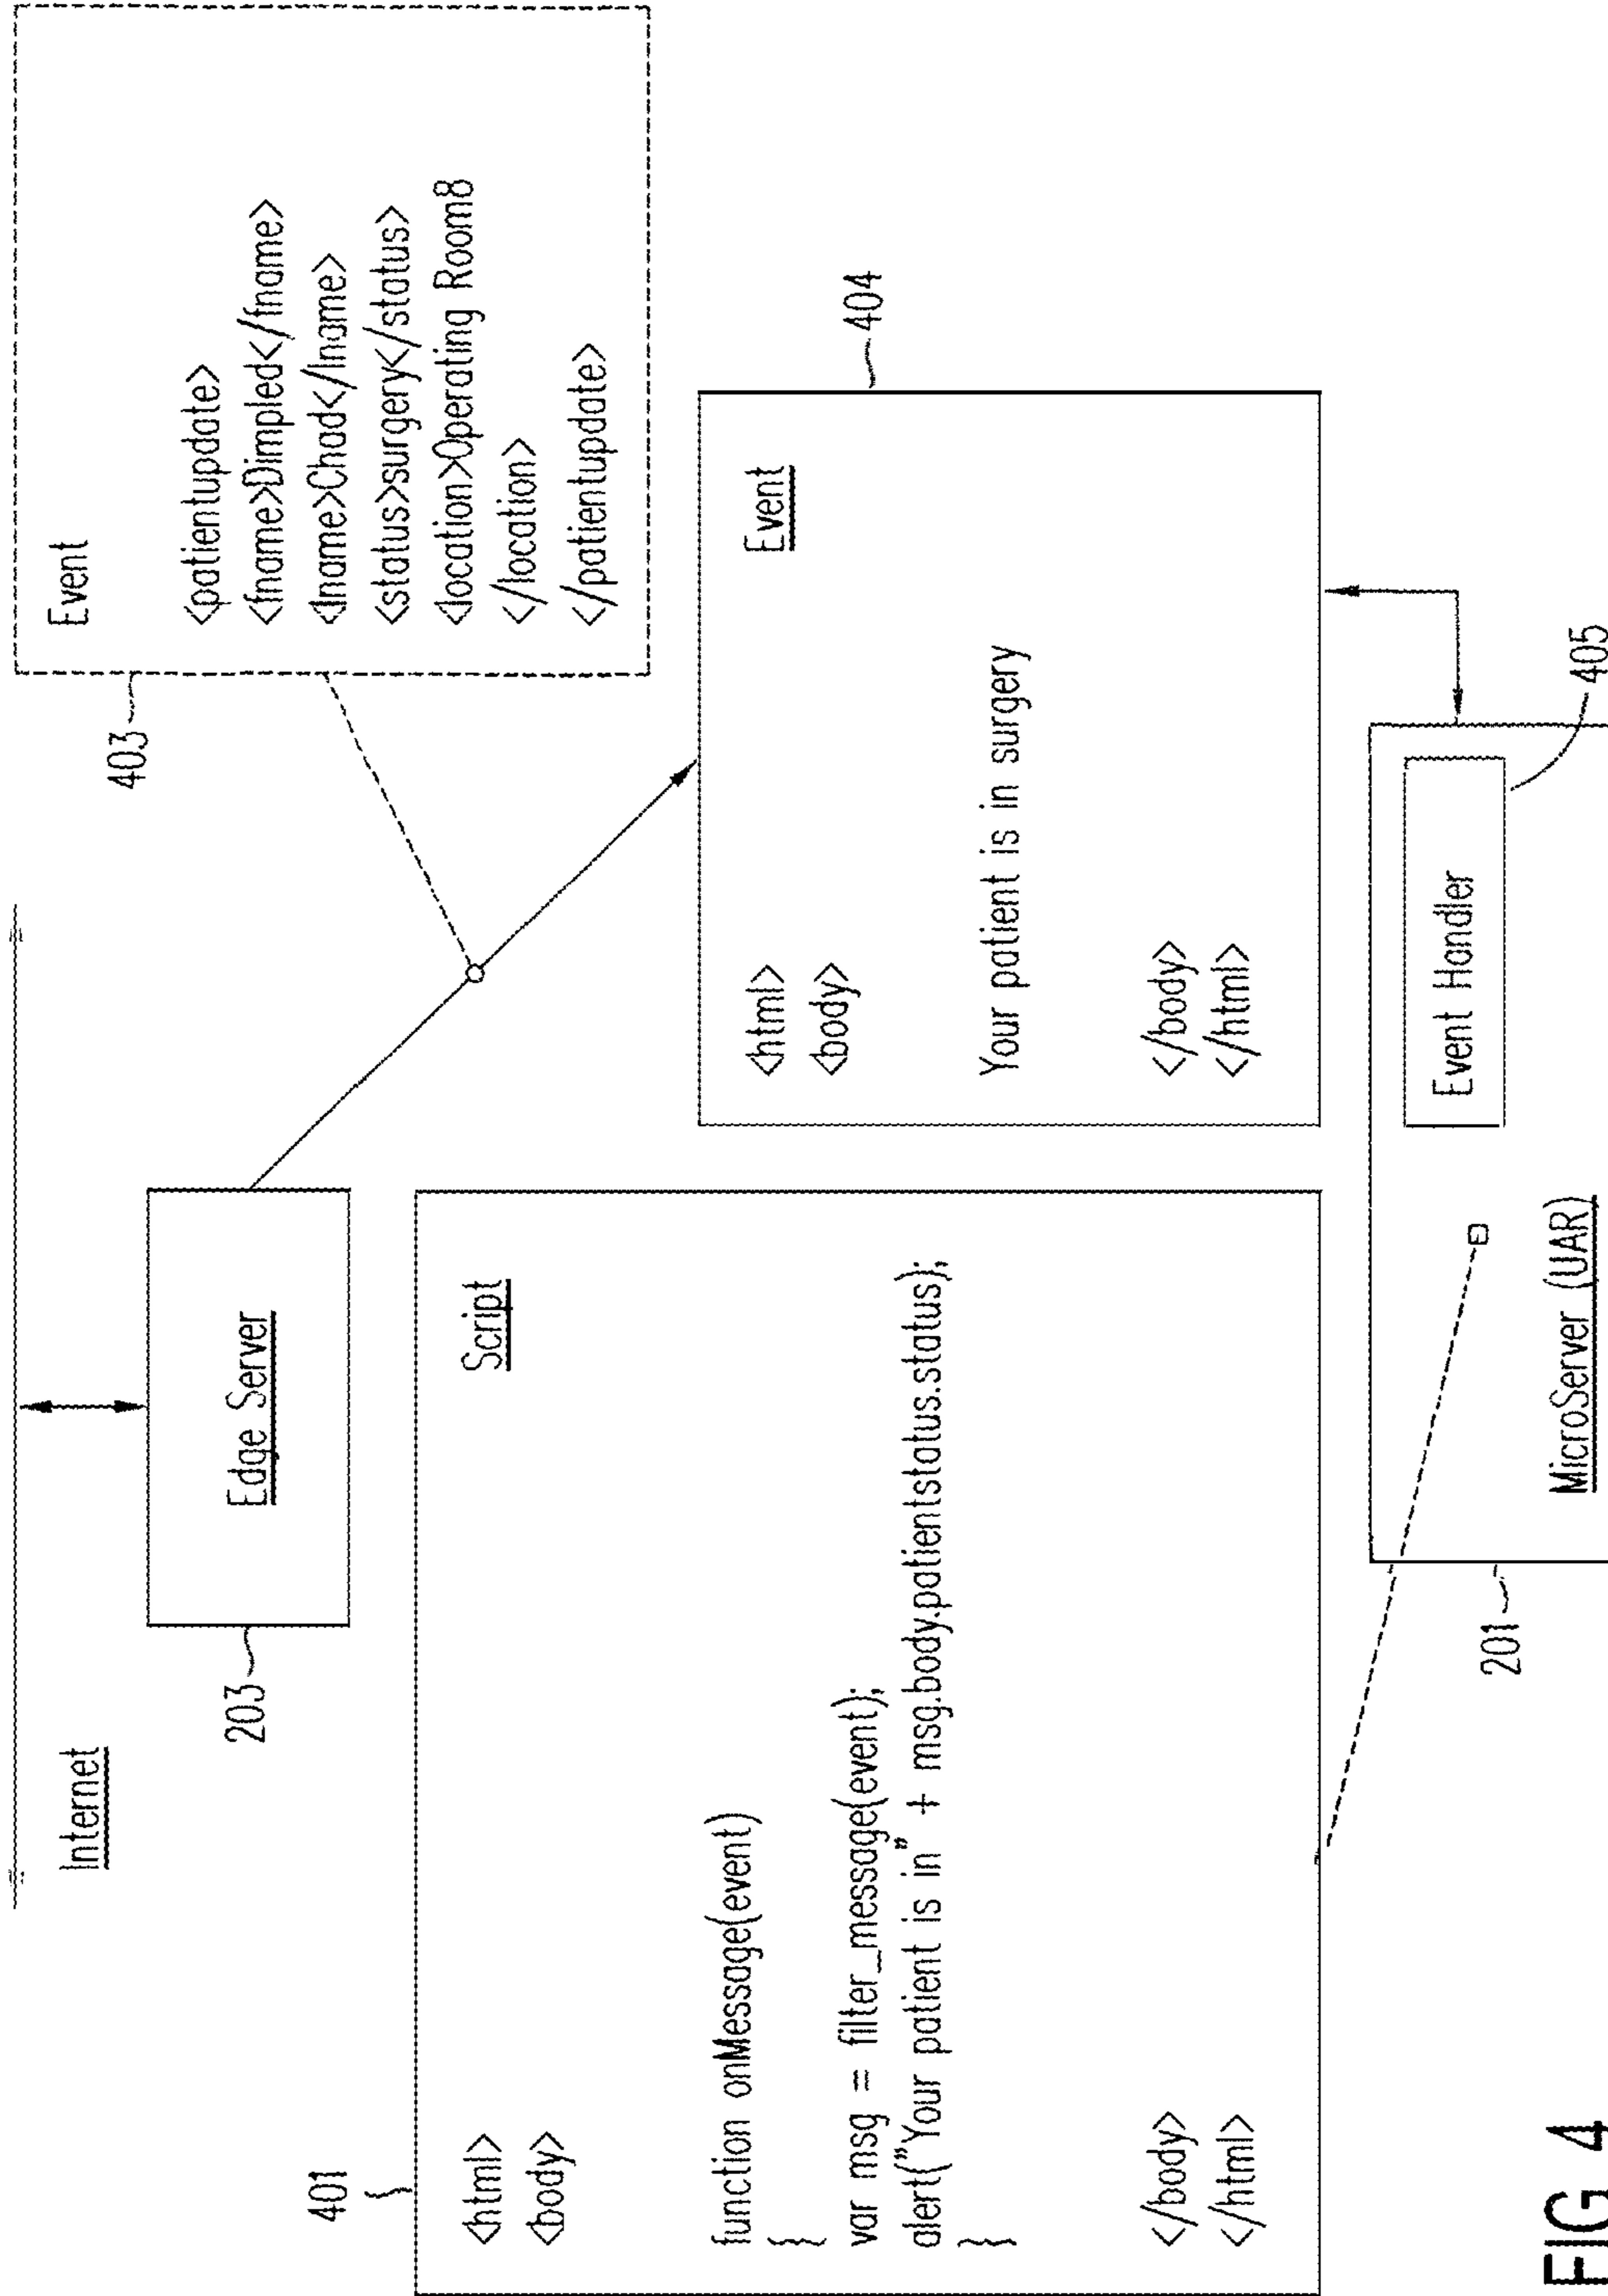 Internet
203
Edge Server
403
Event
<patientupdate>
<fname>Dimpled</fname>
<lname>Chad</lname>
<status>surgery</status>
<location>Operating Room8
</location>
</patientupdate>
401
Script
<html>
<body>
function onMessage(event)
{
var msg = filter_message(event);
alert("Your patient is in" + msg.body.patientstatus.status);
}
</body>
</html>
404
Event
<html>
<body>
Your patient is in surgery
</body>
</html>
201
Event Handler
405
MicroServer (UAR)
FIG 4